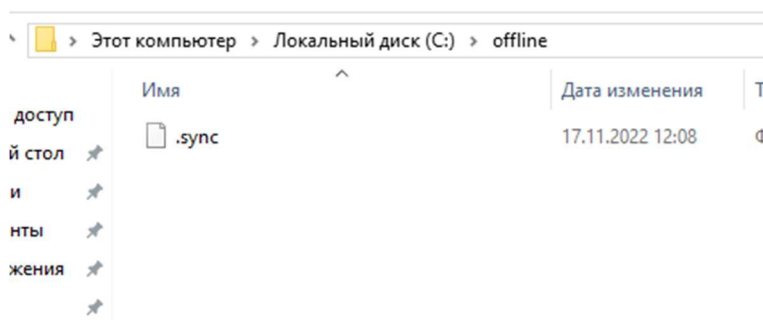 Этот компьютер > Локальный диск (C:) > offline
Имя
Дата изменения
доступ
.sync
17.11.2022 12:08
й стол
и
нты
жения